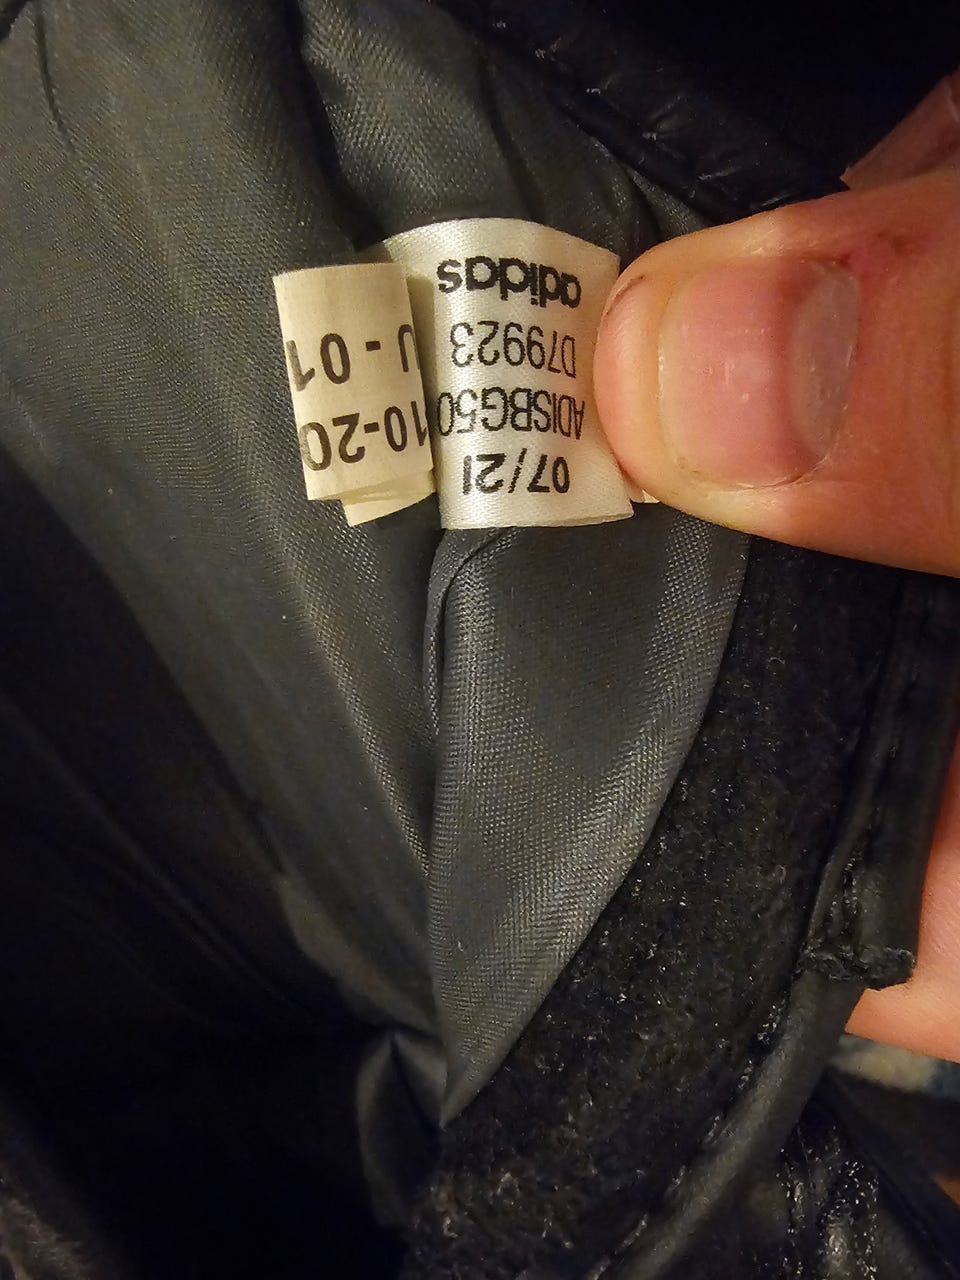 07/21
ADISBG50
D79923
adidas
10-20
U - 01